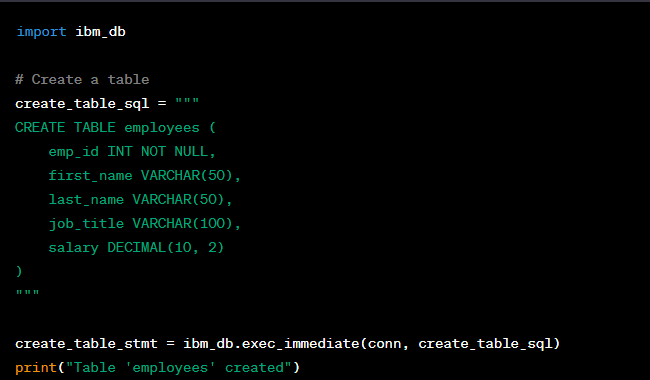 import ibm_db
# Create a table
create_table_sql = """
CREATE TABLE employees (
    emp_id INT NOT NULL,
    first_name VARCHAR(50),
    last_name VARCHAR(50),
    job_title VARCHAR(100),
    salary DECIMAL(10, 2)
)
"""
create_table_stmt = ibm_db.exec_immediate(conn, create_table_sql)
print("Table 'employees' created")